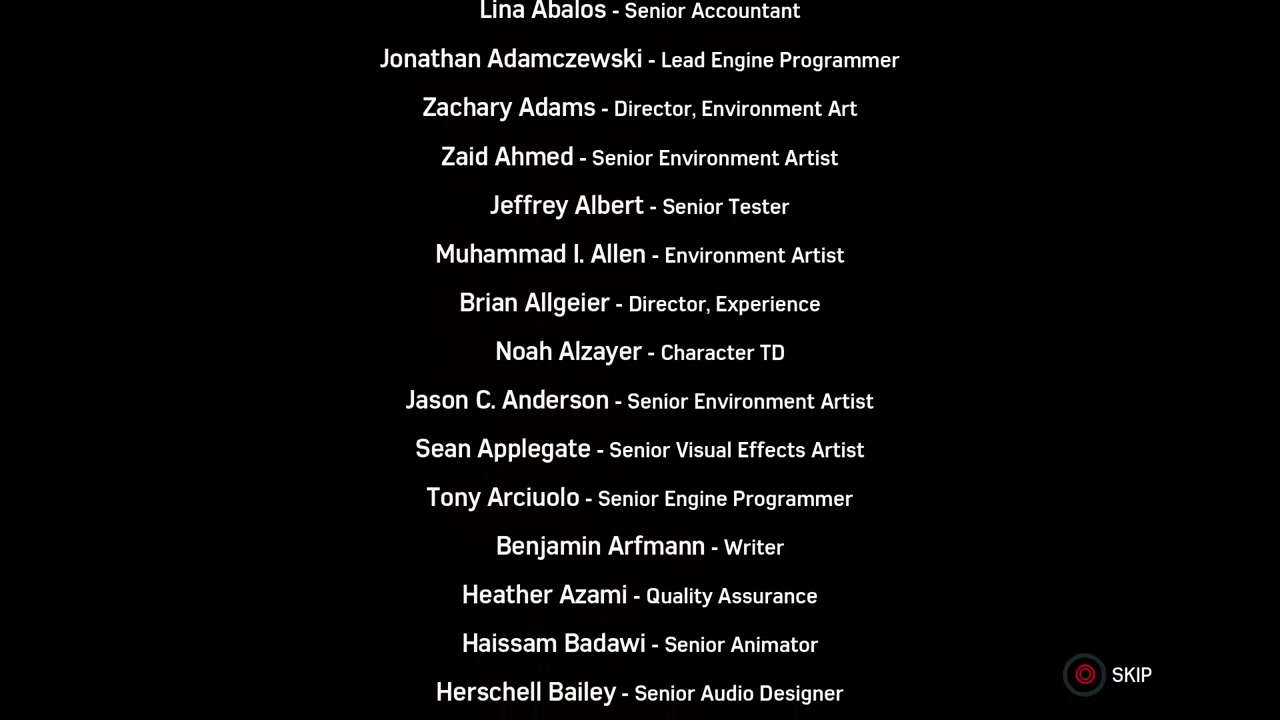 Lina Abalos - Senior Accountant
Jonathan Adamczewski - Lead Engine Programmer
Zachary Adams - Director, Environment Art
Zaid Ahmed - Senior Environment Artist
Jeffrey Albert - Senior Tester
Muhammad I. Allen - Environment Artist
Brian Allgeier - Director, Experience
Noah Alzayer - Character TD
Jason C. Anderson - Senior Environment Artist
Sean Applegate - Senior Visual Effects Artist
Tony Arciuolo - Senior Engine Programmer
Benjamin Arfmann - Writer
Heather Azami - Quality Assurance
Haissam Badawi - Senior Animator
SKIP
Herschell Bailey - Senior Audio Designer